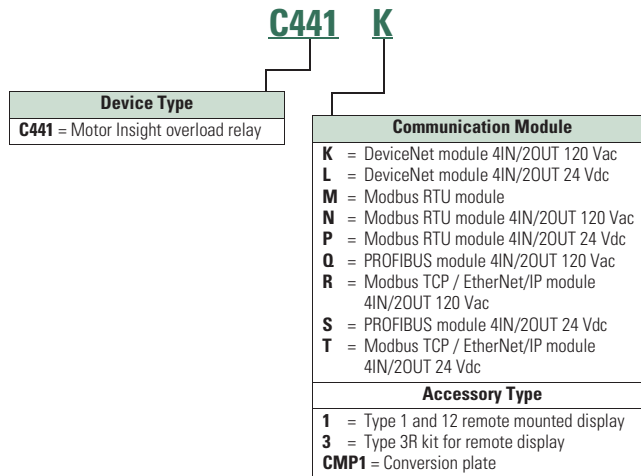 C441 K
Device Type
C441 = Motor Insight overload relay
Communication Module
K = DeviceNet module 4IN/2OUT 120 Vac
L = DeviceNet module 4IN/2OUT 24 Vdc
M = Modbus RTU module
N = Modbus RTU module 4IN/2OUT 120 Vac
P = Modbus RTU module 4IN/2OUT 24 Vdc
Q = PROFIBUS module 4IN/2OUT 120 Vac
R = Modbus TCP / EtherNet/IP module
4IN/2OUT 120 Vac
S = PROFIBUS module 4IN/2OUT 24 Vdc
T = Modbus TCP / EtherNet/IP module
4IN/2OUT 24 Vdc
Accessory Type
1 = Type 1 and 12 remote mounted display
3 = Type 3R kit for remote display
CMP1 = Conversion plate